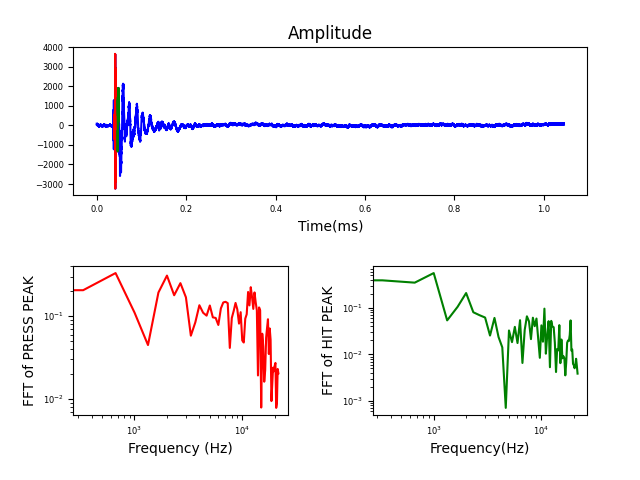 Amplitude
4000
3000
2000
1000
0
−1000
−2000
−3000
0.0 0.2 0.4 0.6 0.8 1.0
Time(ms)
FFT of PRESS PEAK
10⁻¹
10⁻²
10³ 10⁴
Frequency (Hz)
FFT of HIT PEAK
10⁻¹
10⁻²
10⁻³
10³ 10⁴
Frequency(Hz)